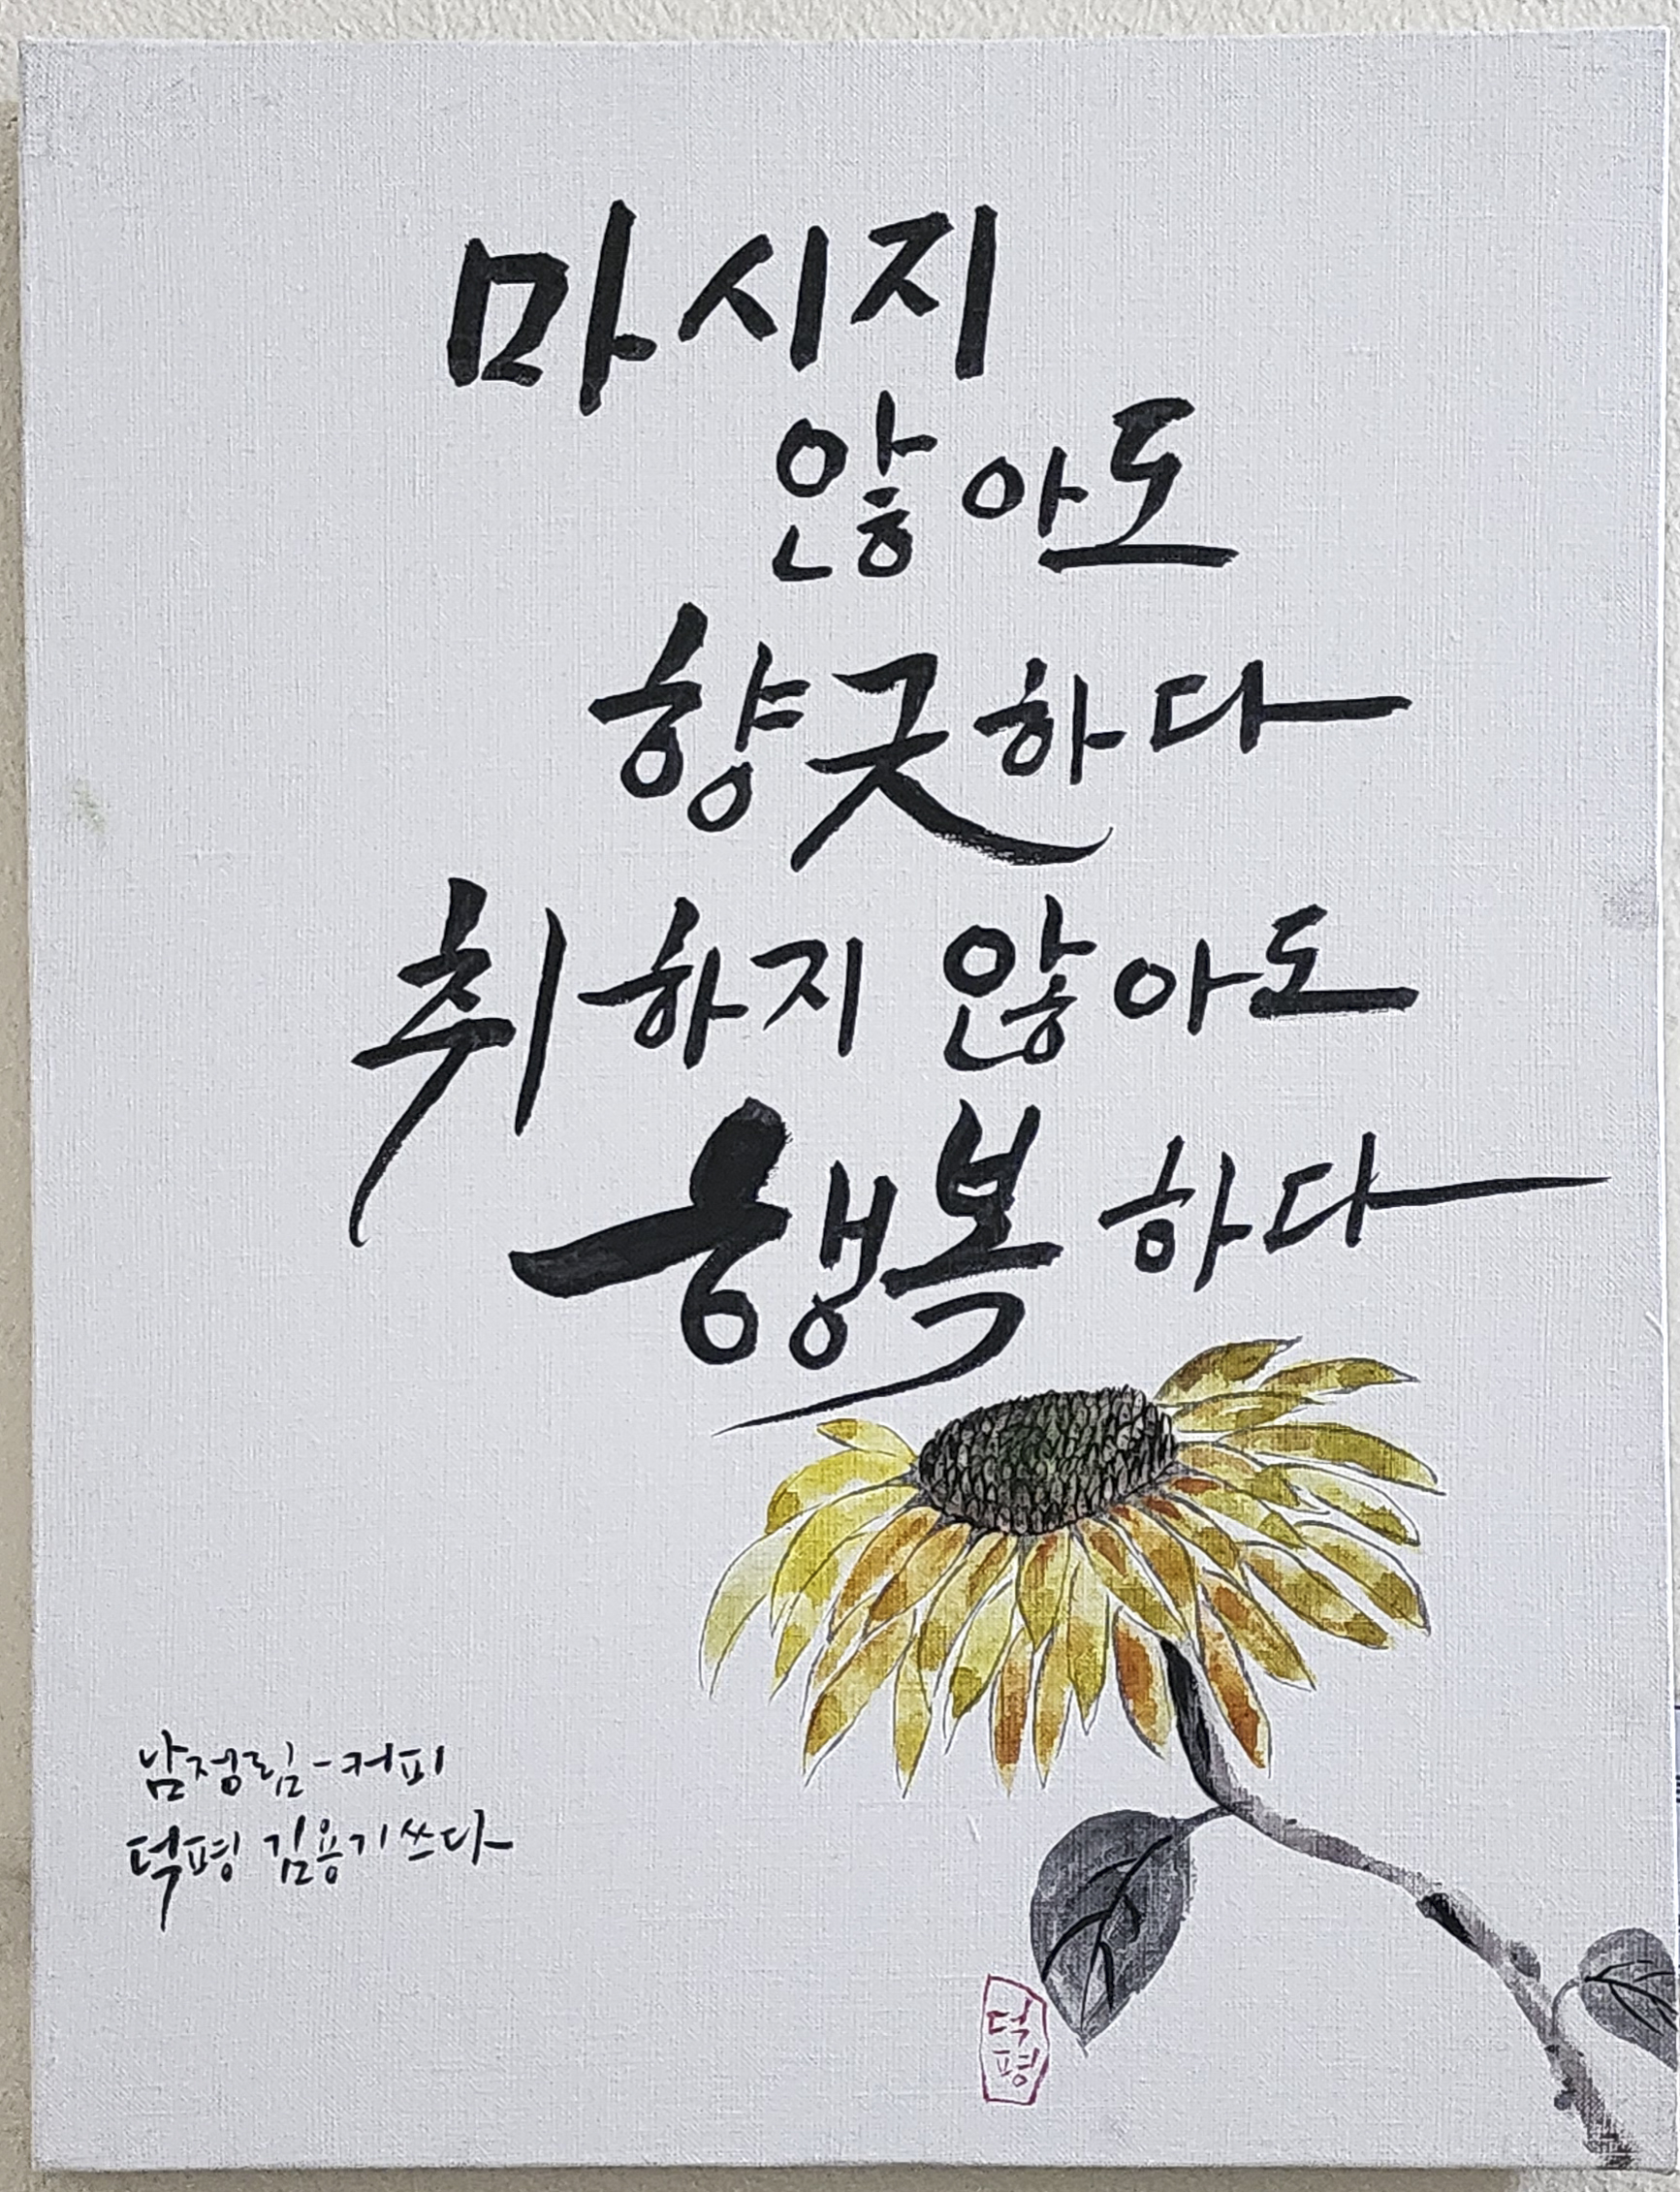 마시지
않아도
향긋하다
취하지 않아도
행복하다
남정림-커피
덕평 김용기 쓰다
덕평